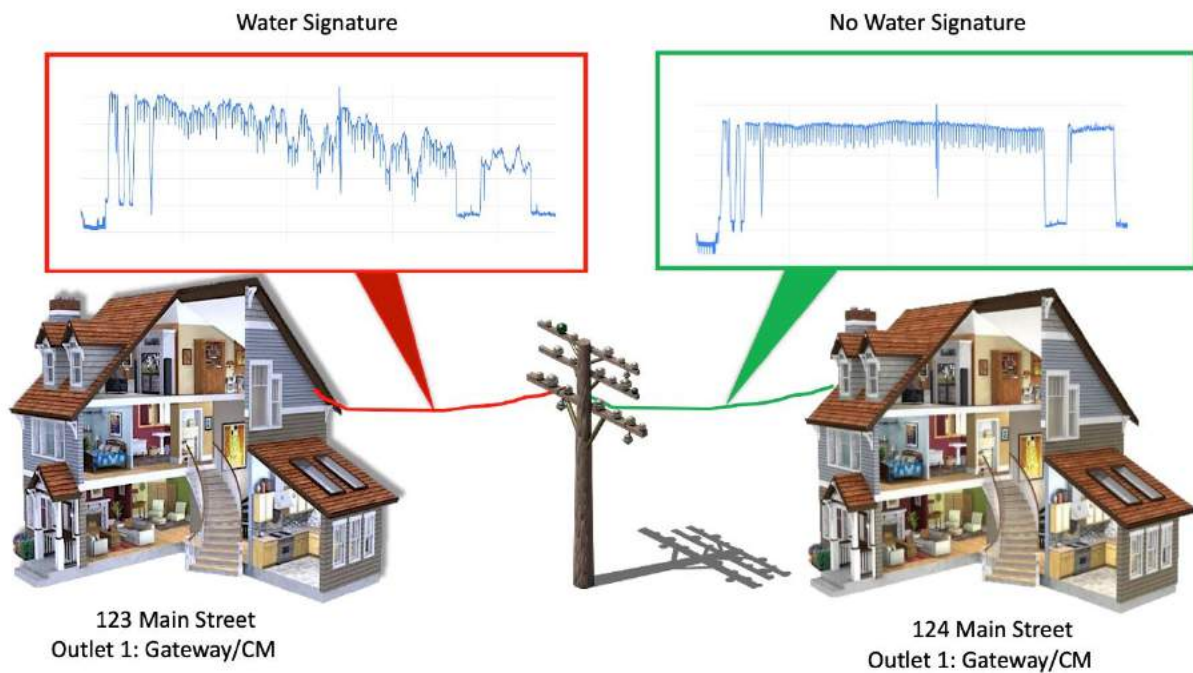 Water Signature
No Water Signature
123 Main Street
Outlet 1: Gateway/CM
124 Main Street
Outlet 1: Gateway/CM